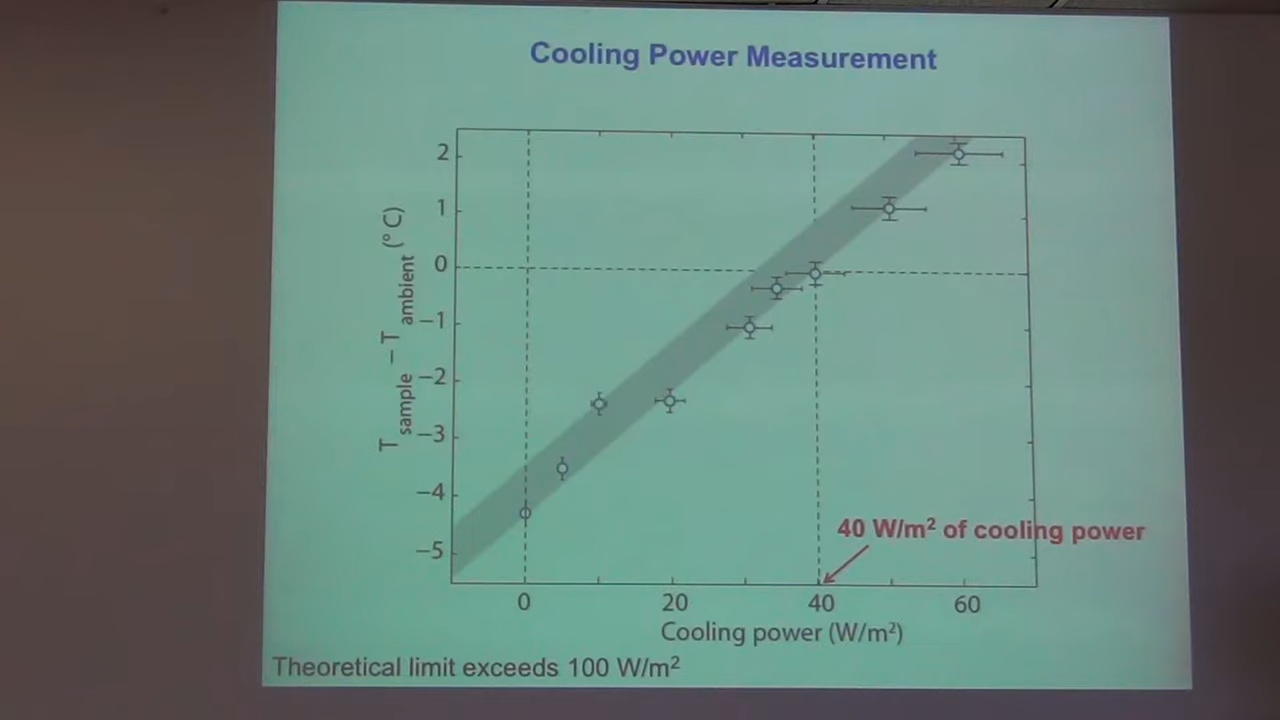 Cooling Power Measurement
2
1
0
−1
−2
−3
−4
−5
T sample − T ambient (° C)
40 W/m² of cooling power
0 20 40 60
Cooling power (W/m²)
Theoretical limit exceeds 100 W/m²